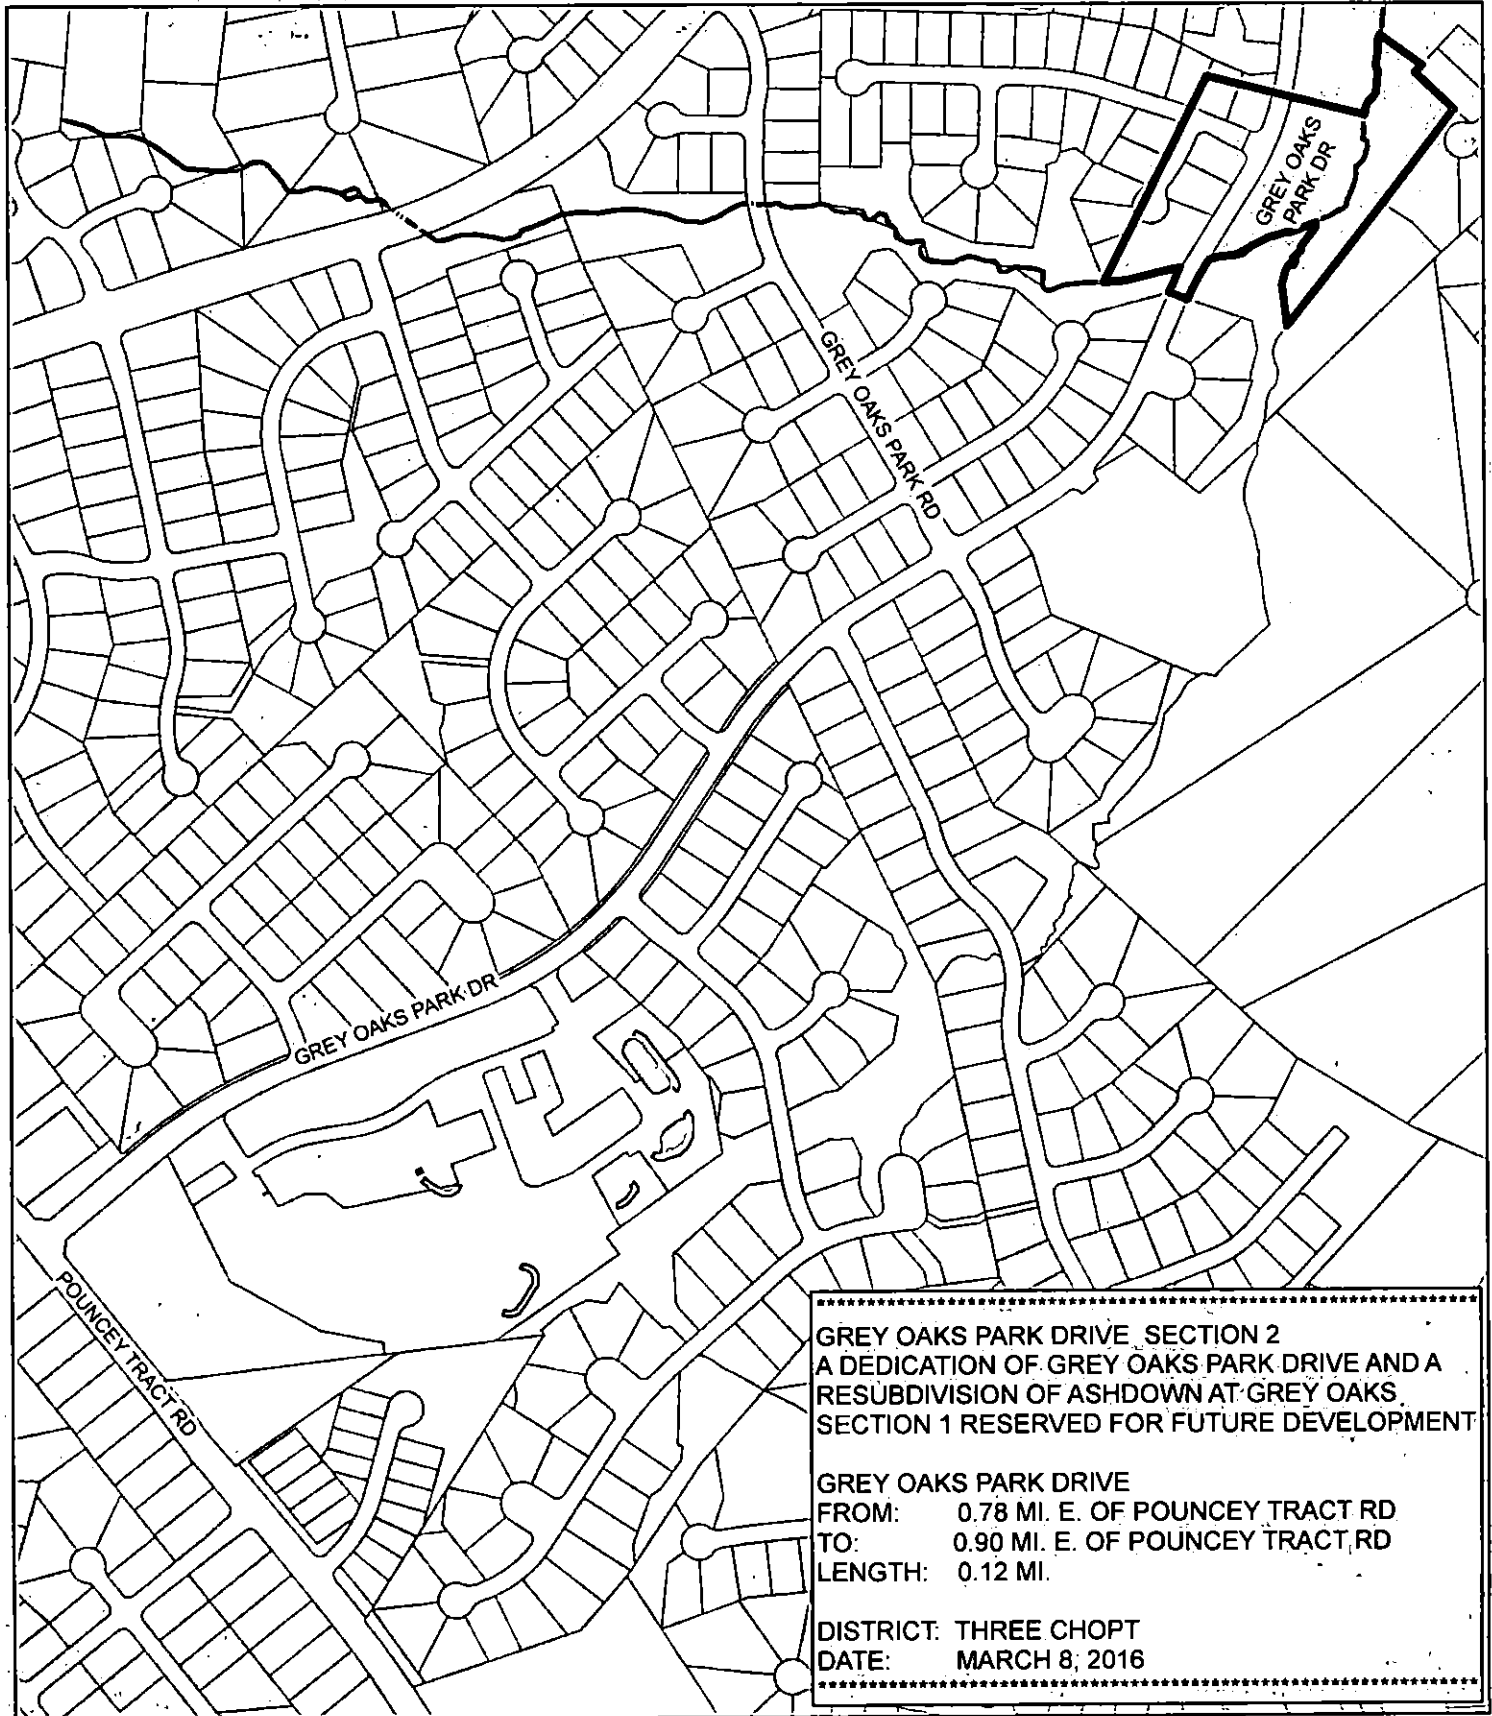 GREY OAKS
PARK DR
GREY OAKS PARK RD
GREY OAKS PARK DR
POUNCEY TRACT RD
GREY OAKS PARK DRIVE SECTION 2
A DEDICATION OF GREY OAKS PARK DRIVE AND A
RESUBDIVISION OF ASHDOWN AT GREY OAKS
SECTION 1 RESERVED FOR FUTURE DEVELOPMENT
GREY OAKS PARK DRIVE
FROM: 0.78 MI. E. OF POUNCEY TRACT RD
TO: 0.90 MI. E. OF POUNCEY TRACT RD
LENGTH: 0.12 MI.
DISTRICT: THREE CHOPT
DATE: MARCH 8, 2016